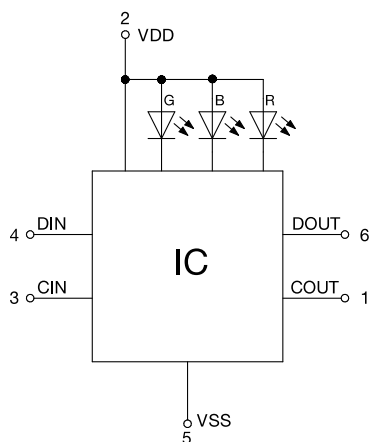 2
VDD
G B R
4 DIN DOUT 6
IC
3 CIN COUT 1
VSS
5